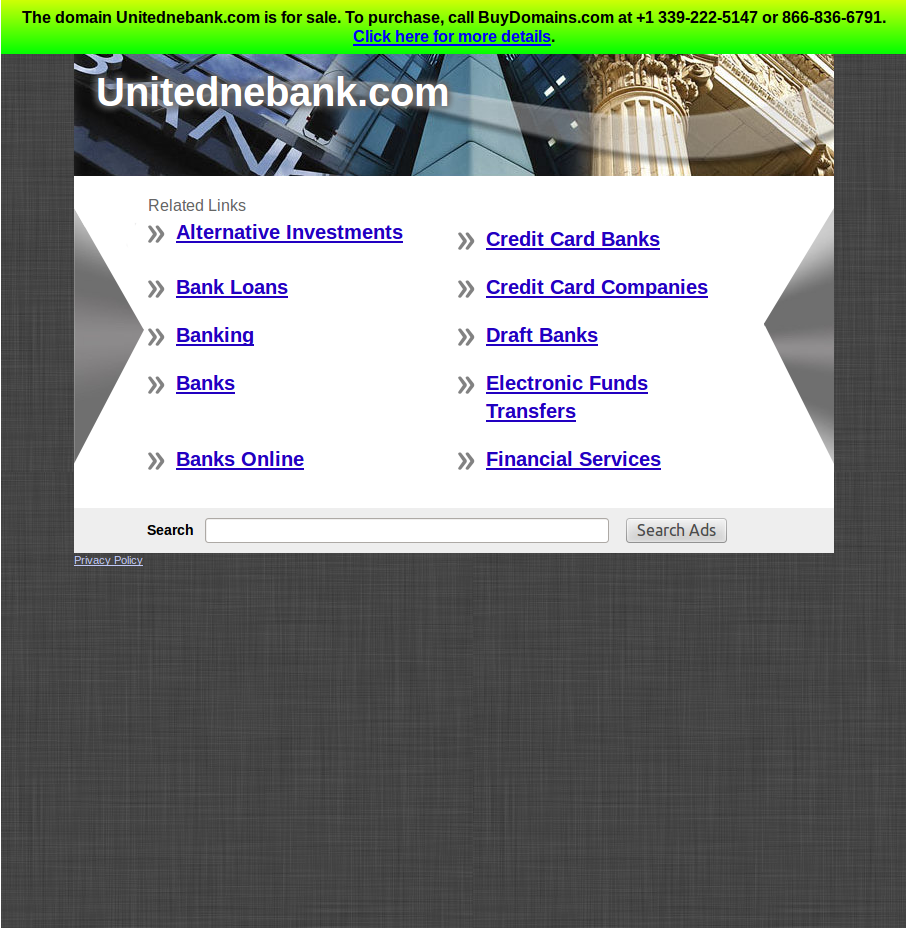 The domain Unitednebank.com is for sale. To purchase, call BuyDomains.com at +1 339-222-5147 or 866-836-6791.
Click here for more details.
Unitednebank.com
Related Links
Alternative Investments
Credit Card Banks
Bank Loans
Credit Card Companies
Banking
Draft Banks
Banks
Electronic Funds
Transfers
Banks Online
Financial Services
Search
Search Ads
Privacy Policy